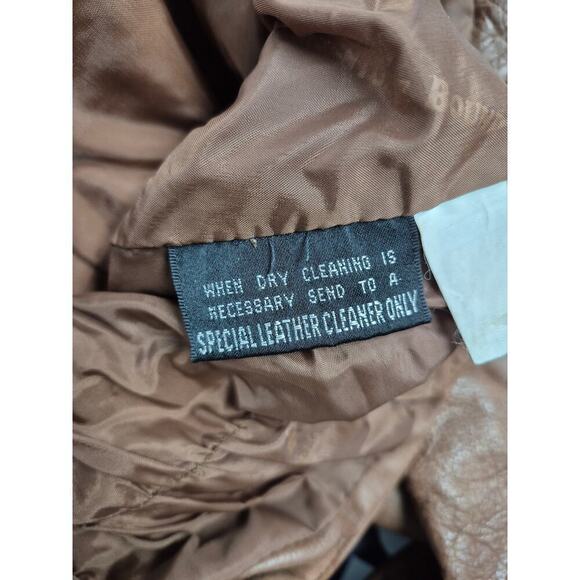 WHEN DRY CLEANING IS
NECESSARY SEND TO A
SPECIAL LEATHER CLEANER ONLY